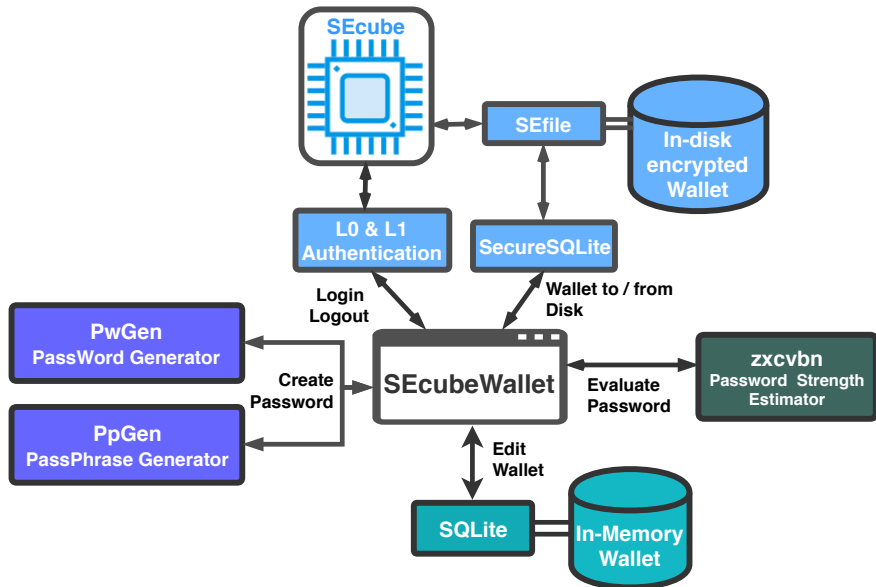 SEcube
SEfile
In-disk
encrypted
Wallet
L0 & L1
Authentication
SecureSQLite
Login
Logout
Wallet to / from
Disk
PwGen
PassWord Generator
Create
Password
PpGen
PassPhrase Generator
SEcubeWallet
Evaluate
Password
zxcvbn
Password Strength
Estimator
Edit
Wallet
SQLite
In-Memory
Wallet